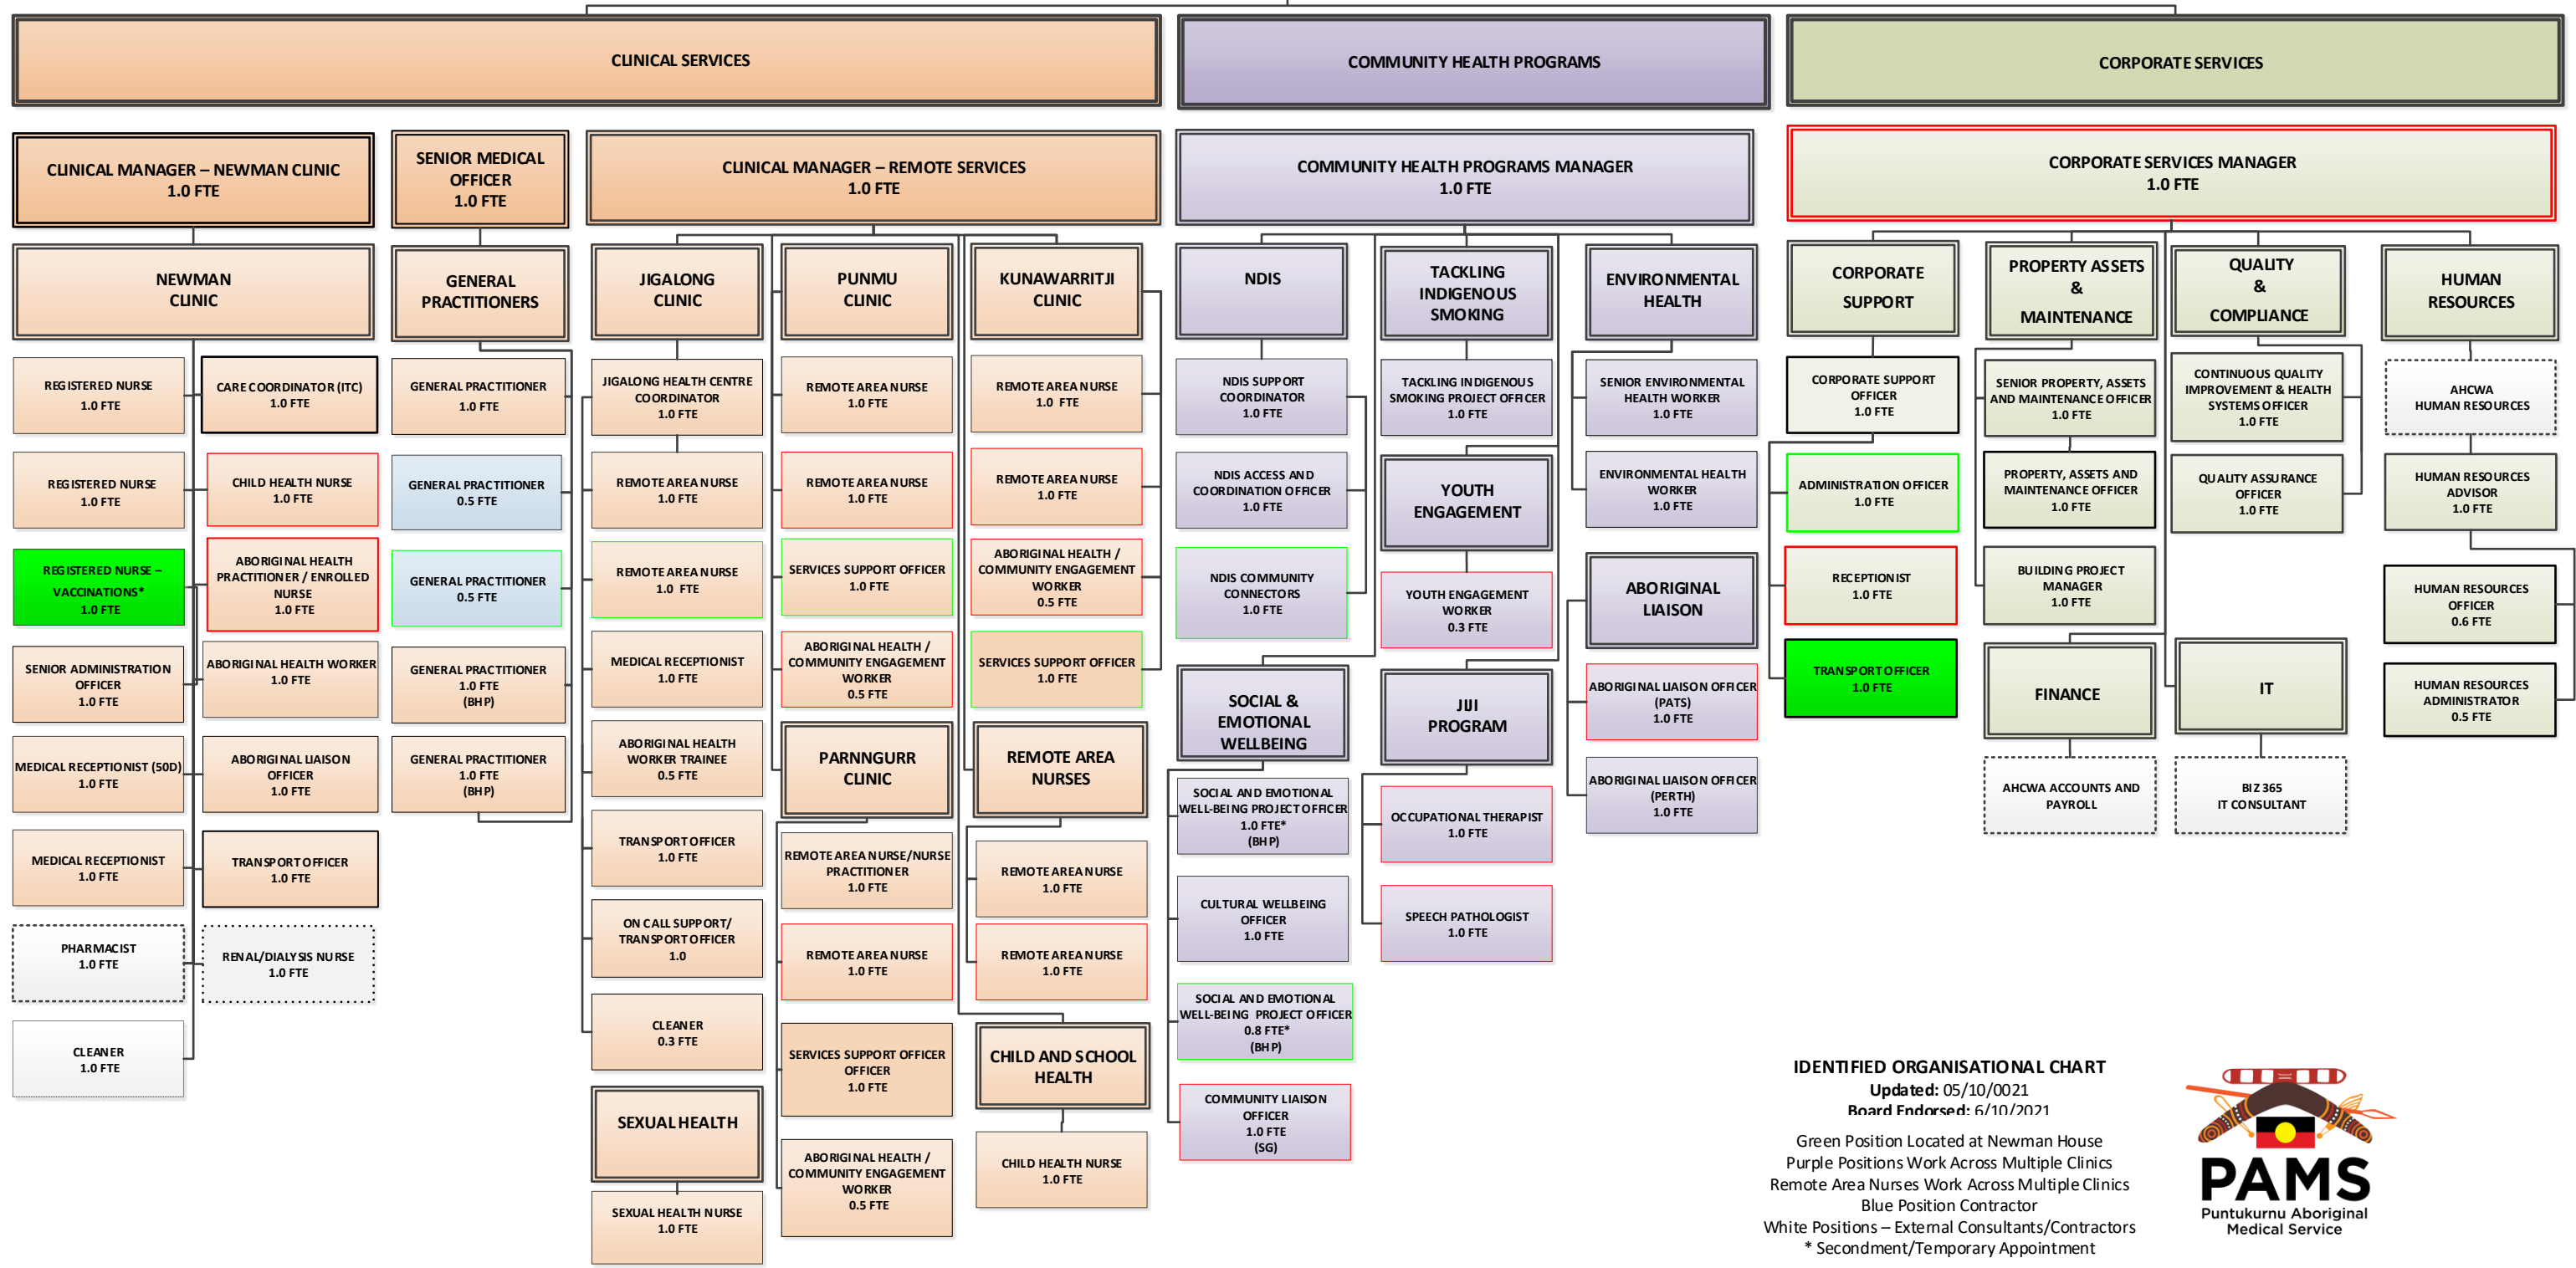 CLINICAL SERVICES
COMMUNITY HEALTH PROGRAMS
CORPORATE SERVICES
CLINICAL MANAGER – NEWMAN CLINIC
1.0 FTE
SENIOR MEDICAL
OFFICER
1.0 FTE
CLINICAL MANAGER – REMOTE SERVICES
1.0 FTE
COMMUNITY HEALTH PROGRAMS MANAGER
1.0 FTE
CORPORATE SERVICES MANAGER
1.0 FTE
NEWMAN
CLINIC
REGISTERED NURSE
1.0 FTE
CARE COORDINATOR (ITC)
1.0 FTE
REGISTERED NURSE
1.0 FTE
CHILD HEALTH NURSE
1.0 FTE
REGISTERED NURSE –
VACCINATIONS*
1.0 FTE
ABORIGINAL HEALTH
PRACTITIONER / ENROLLED
NURSE
1.0 FTE
SENIOR ADMINISTRATION
OFFICER
1.0 FTE
ABORIGINAL HEALTH WORKER
1.0 FTE
MEDICAL RECEPTIONIST (50D)
1.0 FTE
ABORIGINAL LIAISON
OFFICER
1.0 FTE
MEDICAL RECEPTIONIST
1.0 FTE
TRANSPORT OFFICER
1.0 FTE
PHARMACIST
1.0 FTE
RENAL/DIALYSIS NURSE
1.0 FTE
CLEANER
1.0 FTE
GENERAL
PRACTITIONERS
GENERAL PRACTITIONER
1.0 FTE
GENERAL PRACTITIONER
0.5 FTE
GENERAL PRACTITIONER
0.5 FTE
GENERAL PRACTITIONER
1.0 FTE
(BHP)
GENERAL PRACTITIONER
1.0 FTE
(BHP)
JIGALONG
CLINIC
JIGALONG HEALTH CENTRE
COORDINATOR
1.0 FTE
REMOTE AREA NURSE
1.0 FTE
REMOTE AREA NURSE
1.0 FTE
MEDICAL RECEPTIONIST
1.0 FTE
ABORIGINAL HEALTH
WORKER TRAINEE
0.5 FTE
TRANSPORT OFFICER
1.0 FTE
ON CALL SUPPORT/
TRANSPORT OFFICER
1.0
CLEANER
0.3 FTE
SEXUAL HEALTH
SEXUAL HEALTH NURSE
1.0 FTE
PUNMU
CLINIC
REMOTE AREA NURSE
1.0 FTE
REMOTE AREA NURSE
1.0 FTE
SERVICES SUPPORT OFFICER
1.0 FTE
ABORIGINAL HEALTH /
COMMUNITY ENGAGEMENT
WORKER
0.5 FTE
PARNNGURR
CLINIC
REMOTE AREA NURSE/NURSE
PRACTITIONER
1.0 FTE
REMOTE AREA NURSE
1.0 FTE
SERVICES SUPPORT OFFICER
OFFICER
1.0 FTE
ABORIGINAL HEALTH /
COMMUNITY ENGAGEMENT
WORKER
0.5 FTE
KUNAWARRITJI
CLINIC
REMOTE AREA NURSE
1.0 FTE
REMOTE AREA NURSE
1.0 FTE
ABORIGINAL HEALTH /
COMMUNITY ENGAGEMENT
WORKER
0.5 FTE
SERVICES SUPPORT OFFICER
1.0 FTE
REMOTE AREA
NURSES
REMOTE AREA NURSE
1.0 FTE
REMOTE AREA NURSE
1.0 FTE
CHILD AND SCHOOL
HEALTH
CHILD HEALTH NURSE
1.0 FTE
NDIS
NDIS SUPPORT
COORDINATOR
1.0 FTE
NDIS ACCESS AND
COORDINATION OFFICER
1.0 FTE
NDIS COMMUNITY
CONNECTORS
1.0 FTE
SOCIAL &
EMOTIONAL
WELLBEING
SOCIAL AND EMOTIONAL
WELL-BEING PROJECT OFFICER
1.0 FTE*
(BHP)
CULTURAL WELLBEING
OFFICER
1.0 FTE
SOCIAL AND EMOTIONAL
WELL-BEING PROJECT OFFICER
0.8 FTE*
(BHP)
COMMUNITY LIAISON
OFFICER
1.0 FTE
(SG)
TACKLING
INDIGENOUS
SMOKING
TACKLING INDIGENOUS
SMOKING PROJECT OFFICER
1.0 FTE
YOUTH
ENGAGEMENT
YOUTH ENGAGEMENT
WORKER
0.3 FTE
JIJI
PROGRAM
OCCUPATIONAL THERAPIST
1.0 FTE
SPEECH PATHOLOGIST
1.0 FTE
ENVIRONMENTAL
HEALTH
SENIOR ENVIRONMENTAL
HEALTH WORKER
1.0 FTE
ENVIRONMENTAL HEALTH
WORKER
1.0 FTE
ABORIGINAL
LIAISON
ABORIGINAL LIAISON OFFICER
(PATS)
1.0 FTE
ABORIGINAL LIAISON OFFICER
(PERTH)
1.0 FTE
CORPORATE
SUPPORT
CORPORATE SUPPORT
OFFICER
1.0 FTE
ADMINISTRATION OFFICER
1.0 FTE
RECEPTIONIST
1.0 FTE
TRANSPORT OFFICER
1.0 FTE
PROPERTY ASSETS
&
MAINTENANCE
SENIOR PROPERTY, ASSETS
AND MAINTENANCE OFFICER
1.0 FTE
PROPERTY, ASSETS AND
MAINTENANCE OFFICER
1.0 FTE
BUILDING PROJECT
MANAGER
1.0 FTE
FINANCE
AHCWA ACCOUNTS AND
PAYROLL
QUALITY
&
COMPLIANCE
CONTINUOUS QUALITY
IMPROVEMENT & HEALTH
SYSTEMS OFFICER
1.0 FTE
QUALITY ASSURANCE
OFFICER
1.0 FTE
IT
BIZ 365
IT CONSULTANT
HUMAN
RESOURCES
AHCWA
HUMAN RESOURCES
HUMAN RESOURCES
ADVISOR
1.0 FTE
HUMAN RESOURCES
OFFICER
0.6 FTE
HUMAN RESOURCES
ADMINISTRATOR
0.5 FTE
IDENTIFIED ORGANISATIONAL CHART
Updated: 05/10/0021
Board Endorsed: 6/10/2021
Green Position Located at Newman House
Purple Positions Work Across Multiple Clinics
Remote Area Nurses Work Across Multiple Clinics
Blue Position Contractor
White Positions – External Consultants/Contractors
* Secondment/Temporary Appointment
PAMS
Puntukurnu Aboriginal
Medical Service